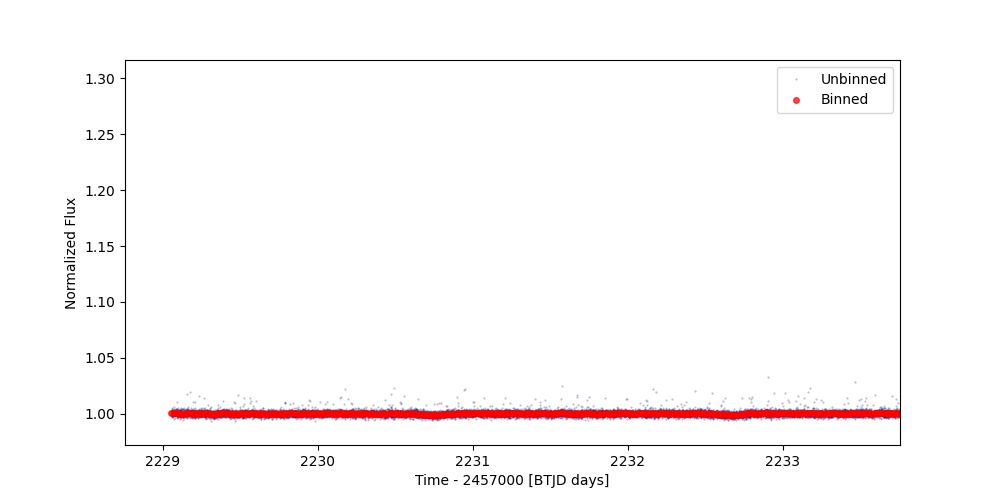 Unbinned
Binned
1.30
1.25
1.20
1.15
1.10
1.05
1.00
Normalized Flux
2229 2230 2231 2232 2233
Time - 2457000 [BTJD days]